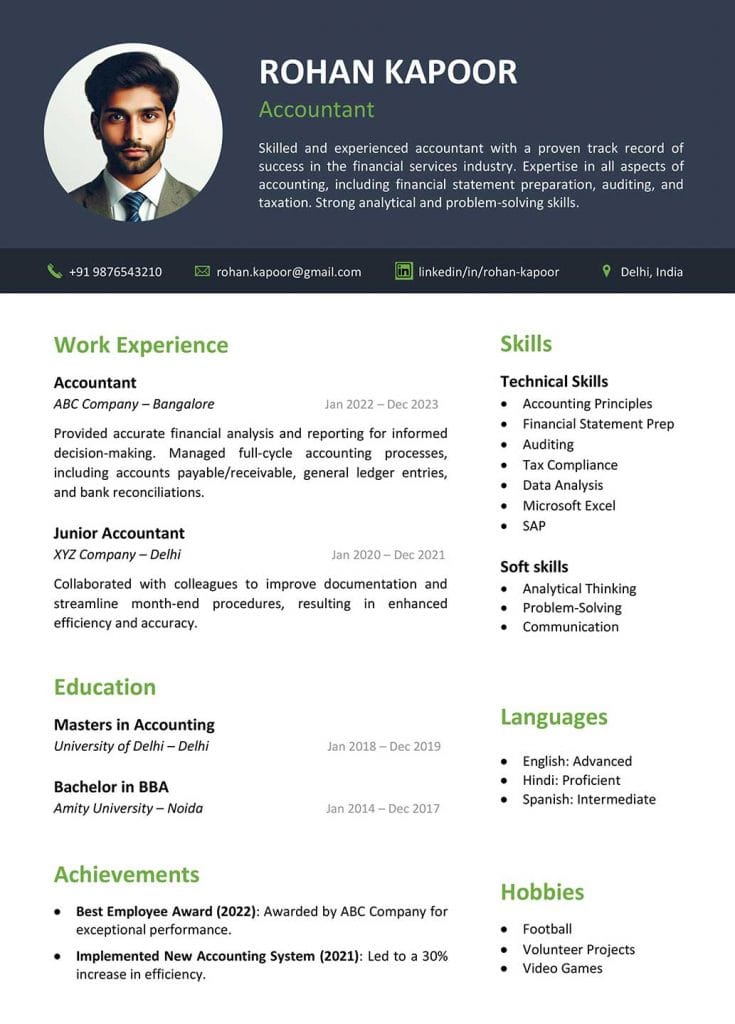 ROHAN KAPOOR
Accountant
Skilled and experienced accountant with a proven track record of
success in the financial services industry. Expertise in all aspects of
accounting, including financial statement preparation, auditing, and
taxation. Strong analytical and problem-solving skills.
+91 9876543210
rohan.kapoor@gmail.com
in linkedin/in/rohan-kapoor
Delhi, India
Work Experience
Accountant
ABC Company – Bangalore Jan 2022 – Dec 2023
Provided accurate financial analysis and reporting for informed
decision-making. Managed full-cycle accounting processes,
including accounts payable/receivable, general ledger entries,
and bank reconciliations.
Junior Accountant
XYZ Company – Delhi Jan 2020 – Dec 2021
Collaborated with colleagues to improve documentation and
streamline month-end procedures, resulting in enhanced
efficiency and accuracy.
Education
Masters in Accounting
University of Delhi – Delhi Jan 2018 – Dec 2019
Bachelor in BBA
Amity University – Noida Jan 2014 – Dec 2017
Achievements
• Best Employee Award (2022): Awarded by ABC Company for
exceptional performance.
• Implemented New Accounting System (2021): Led to a 30%
increase in efficiency.
Skills
Technical Skills
• Accounting Principles
• Financial Statement Prep
• Auditing
• Tax Compliance
• Data Analysis
• Microsoft Excel
• SAP
Soft skills
• Analytical Thinking
• Problem-Solving
• Communication
Languages
• English: Advanced
• Hindi: Proficient
• Spanish: Intermediate
Hobbies
• Football
• Volunteer Projects
• Video Games